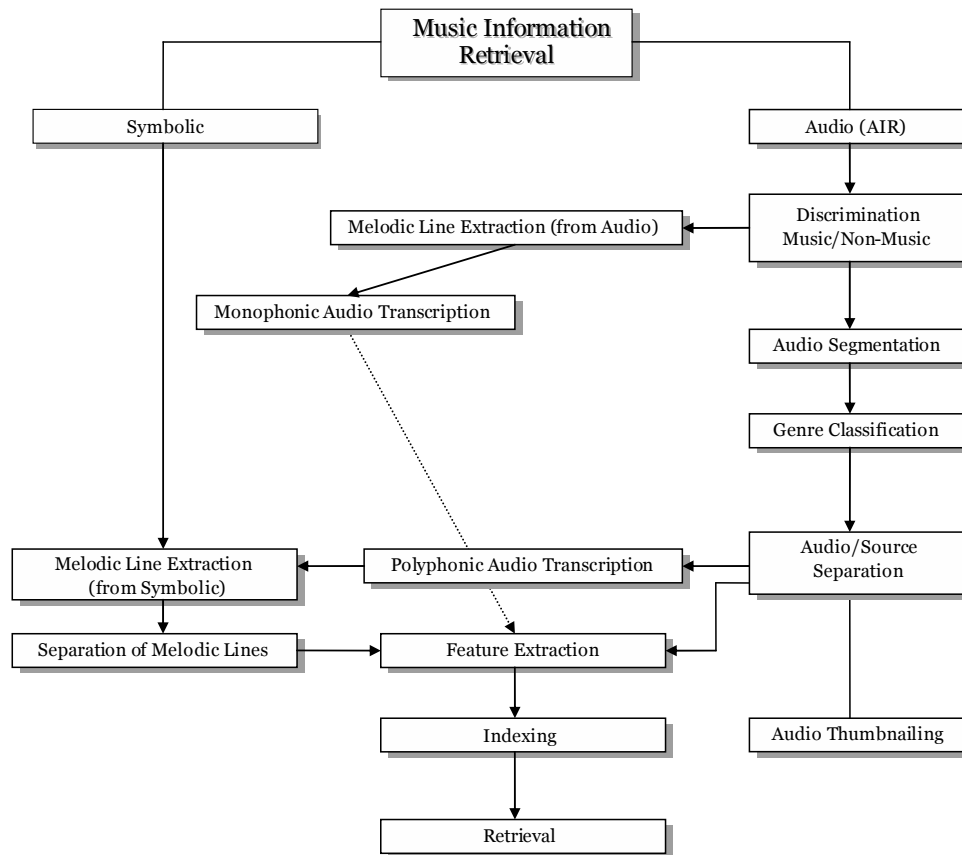 Music Information
Retrieval
Symbolic
Audio (AIR)
Discrimination
Music/Non-Music
Melodic Line Extraction (from Audio)
Monophonic Audio Transcription
Audio Segmentation
Genre Classification
Audio/Source
Separation
Polyphonic Audio Transcription
Melodic Line Extraction
(from Symbolic)
Separation of Melodic Lines
Feature Extraction
Indexing
Audio Thumbnailing
Retrieval